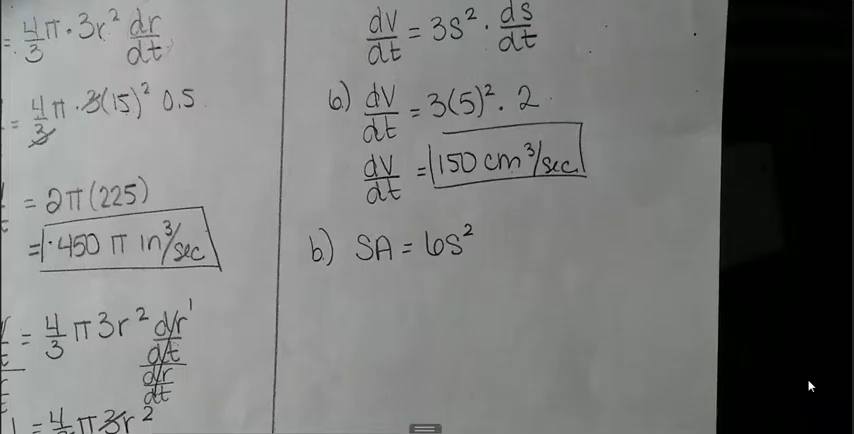 = 4/3 π · 3r² dr/dt
= 4/3 π · 3(15)² 0.5
= 2π(225)
= 450 π in³/sec
= 4/3 π 3r² dr/dt
dr/dt
= 4/3 π 3r²
dv/dt = 3s² · ds/dt
6.) dv/dt = 3(5)² · 2
dv/dt = 150 cm³/sec
b.) SA = 6s²